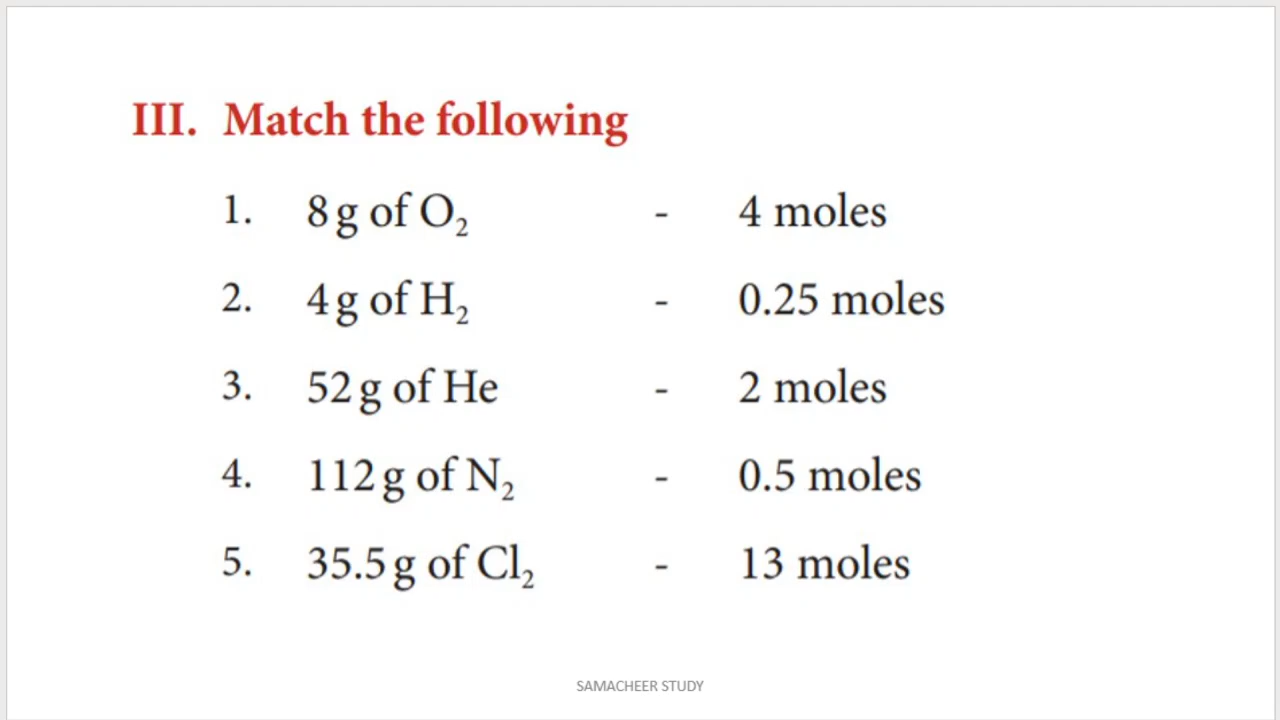 III. Match the following
1. 8 g of O₂ - 4 moles
2. 4 g of H₂ - 0.25 moles
3. 52 g of He - 2 moles
4. 112 g of N₂ - 0.5 moles
5. 35.5 g of Cl₂ - 13 moles
SAMACHEER STUDY